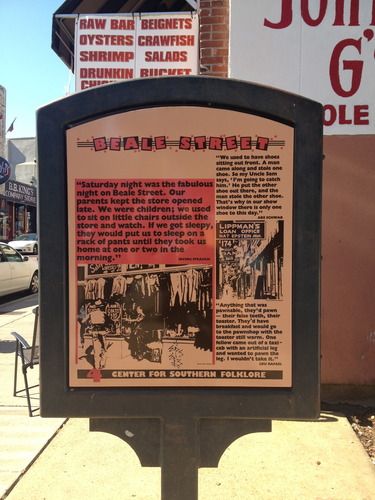 RAW BAR BEIGNETS
OYSTERS CRAWFISH
SHRIMP SALADS
DRUNKIN BUCKET
G's
OLE
B.B. KING'S
BEALE STREET
"Saturday night was the fabulous
night on Beale Street. Our
parents kept the store opened
late. We were children; we used
to sit on little chairs outside
the store and watch. If we got sleepy,
they would put us to sleep on a
rack of pants until they took us
home at one or two in the
morning."
"We used to have shoes
sitting out front. A man
came along and stole one
shoe. So my Uncle Sam
says, 'I'm going to catch
him.' He put the other
shoe out there, and the
man stole the other shoe.
That's why in our show
window there is only one
shoe to this day."
ABE SCHWAB
LIPPMAN'S
LOAN OFFICE
174
"Anything that was
pawnable, they'd pawn
— their false teeth, their
toaster. They'd have
breakfast and would go
to the pawnshop with the
toaster still warm. One
fellow came out of a taxi-
cab with an artificial leg
and wanted to pawn the
leg. I wouldn't take it."
LEU RAFAEL
4 CENTER FOR SOUTHERN FOLKLORE